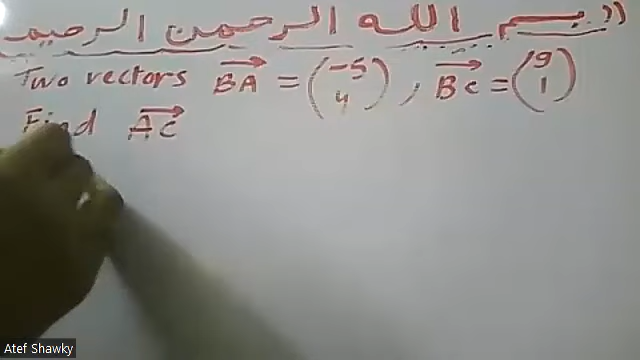 بسم الله الرحمن الرحيم ((
Two vectors BA = (-5 4) , BC = (9 1)
Find AC
Atef Shawky